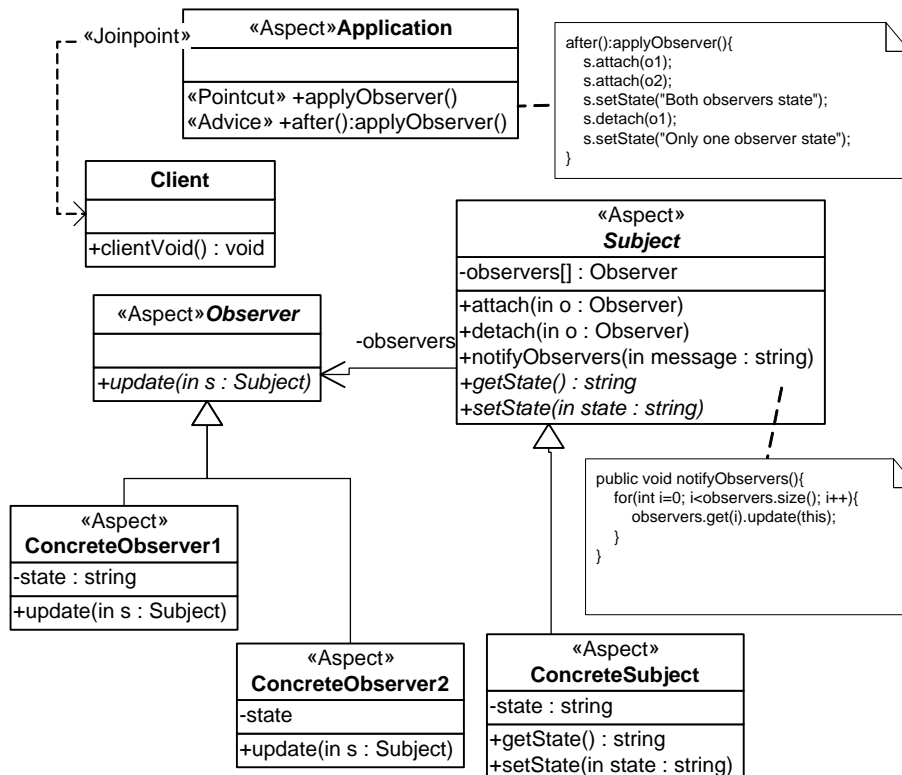 «Joinpoint»
«Aspect»Application
«Pointcut» +applyObserver()
«Advice» +after():applyObserver()
after():applyObserver(){
s.attach(o1);
s.attach(o2);
s.setState("Both observers state");
s.detach(o1);
s.setState("Only one observer state");
}
Client
+clientVoid() : void
«Aspect»
Subject
-observers[] : Observer
+attach(in o : Observer)
+detach(in o : Observer)
+notifyObservers(in message : string)
+getState() : string
+setState(in state : string)
«Aspect»Observer
+update(in s : Subject)
-observers
public void notifyObservers(){
for(int i=0; i<observers.size(); i++){
observers.get(i).update(this);
}
}
«Aspect»
ConcreteObserver1
-state : string
+update(in s : Subject)
«Aspect»
ConcreteObserver2
-state
+update(in s : Subject)
«Aspect»
ConcreteSubject
-state : string
+getState() : string
+setState(in state : string)